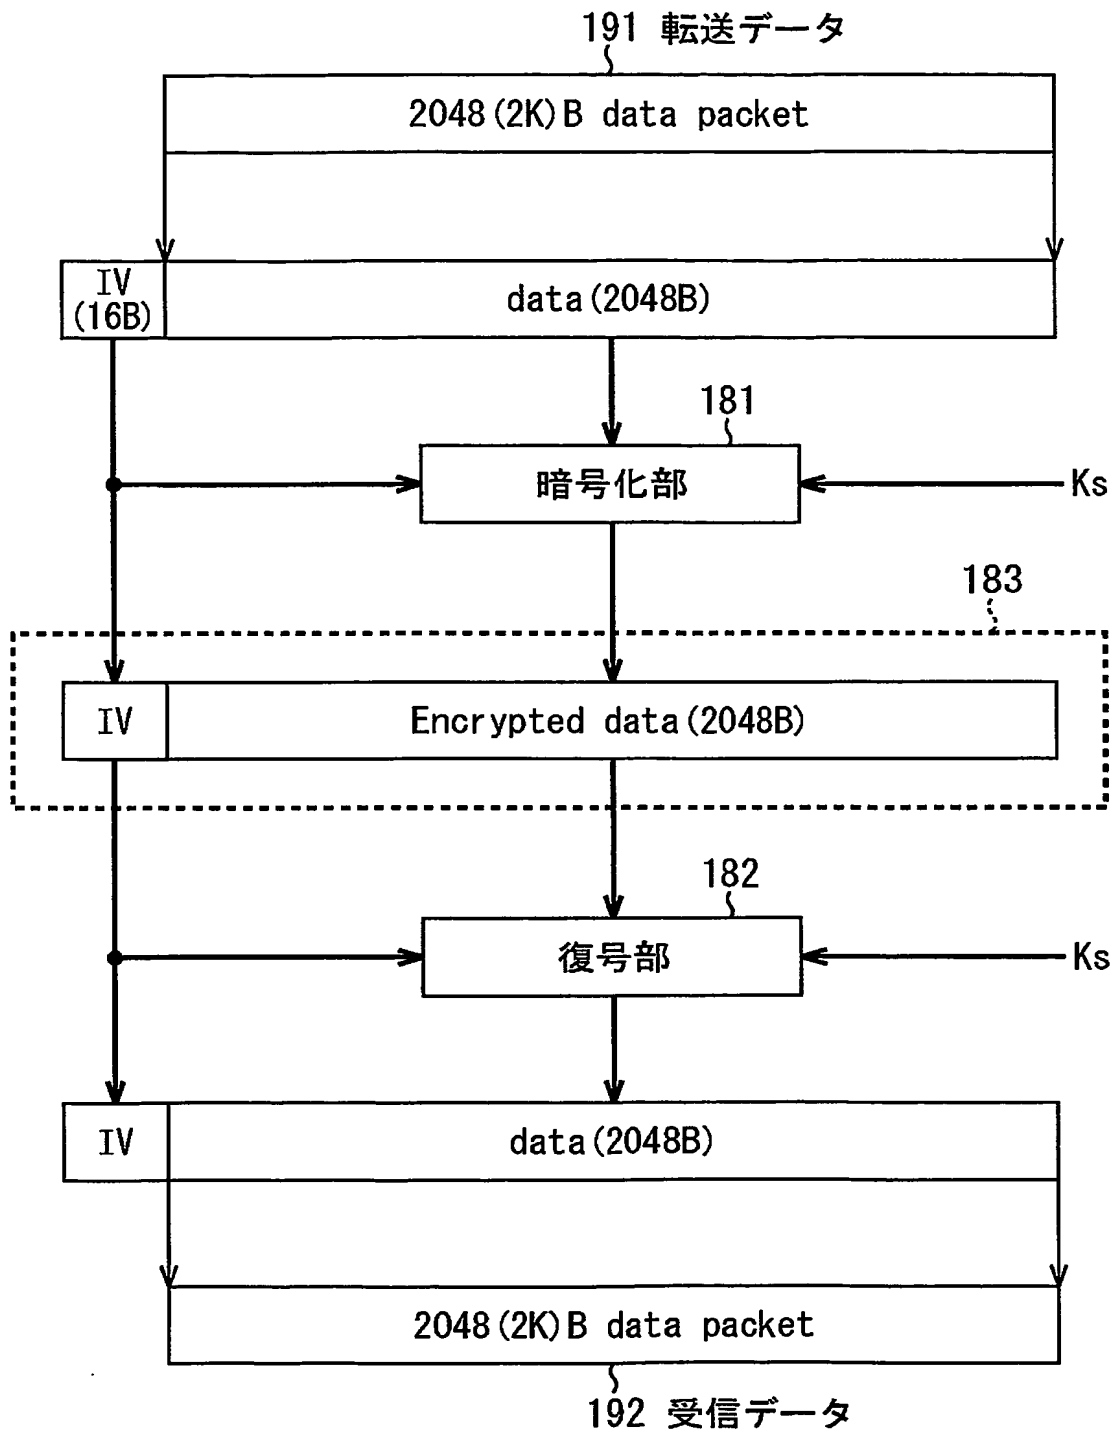 191 転送データ
2048(2K)B data packet
IV
(16B)
data(2048B)
181
暗号化部
Ks
183
IV
Encrypted data(2048B)
182
復号部
Ks
IV
data(2048B)
2048(2K)B data packet
192 受信データ